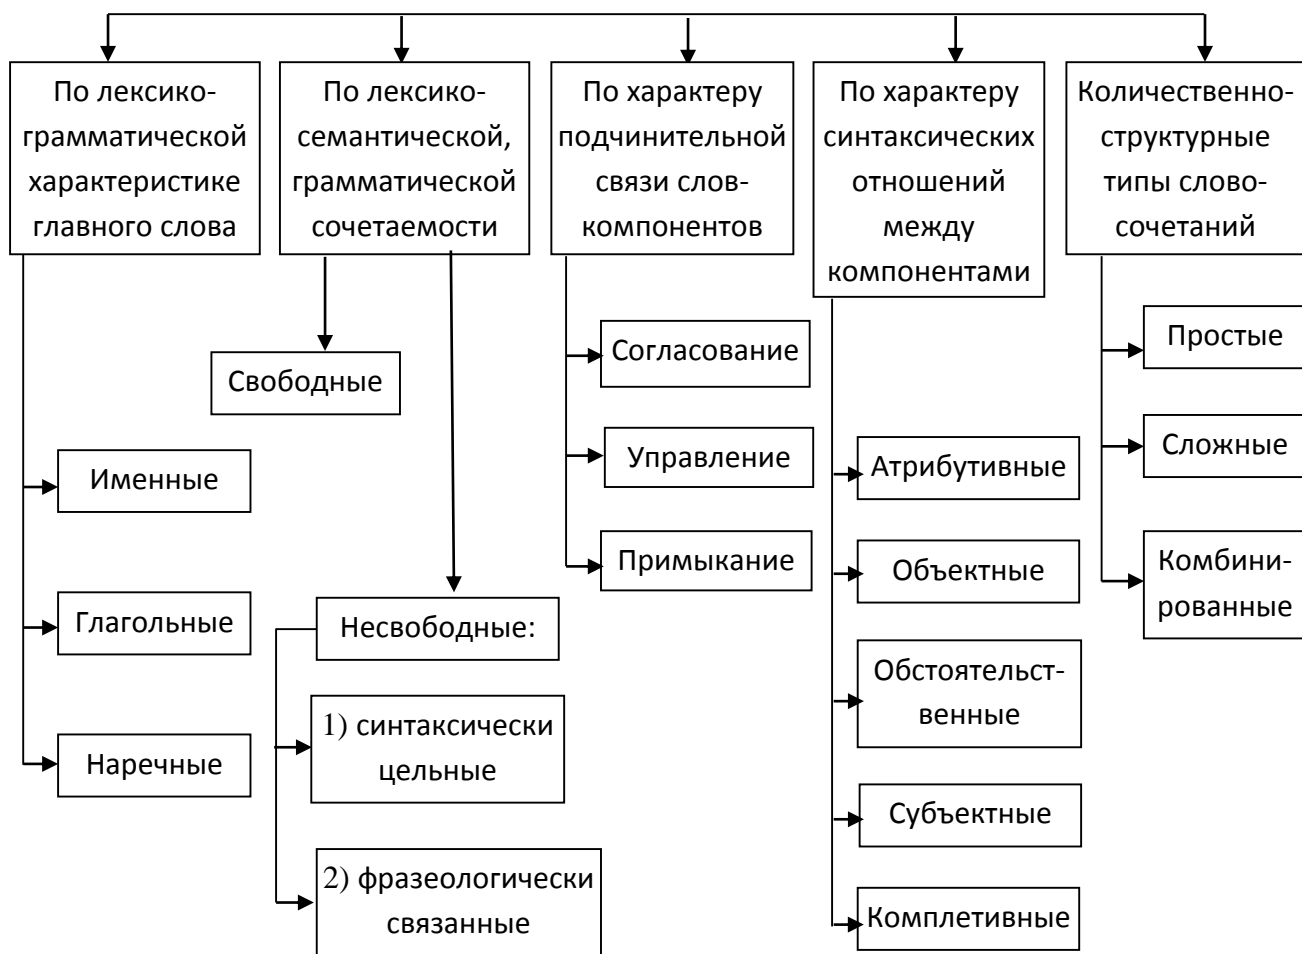 По лексико-
грамматической
характеристике
главного слова
По лексико-
семантической,
грамматической
сочетаемости
По характеру
подчинительной
связи слов-
компонентов
По характеру
синтаксических
отношений
между
компонентами
Количественно-
структурные
типы слово-
сочетаний
Именные
Глагольные
Наречные
Свободные
Несвободные:
1) синтаксически
цельные
2) фразеологически
связанные
Согласование
Управление
Примыкание
Атрибутивные
Объектные
Обстоятельст-
венные
Субъектные
Комплетивные
Простые
Сложные
Комбини-
рованные